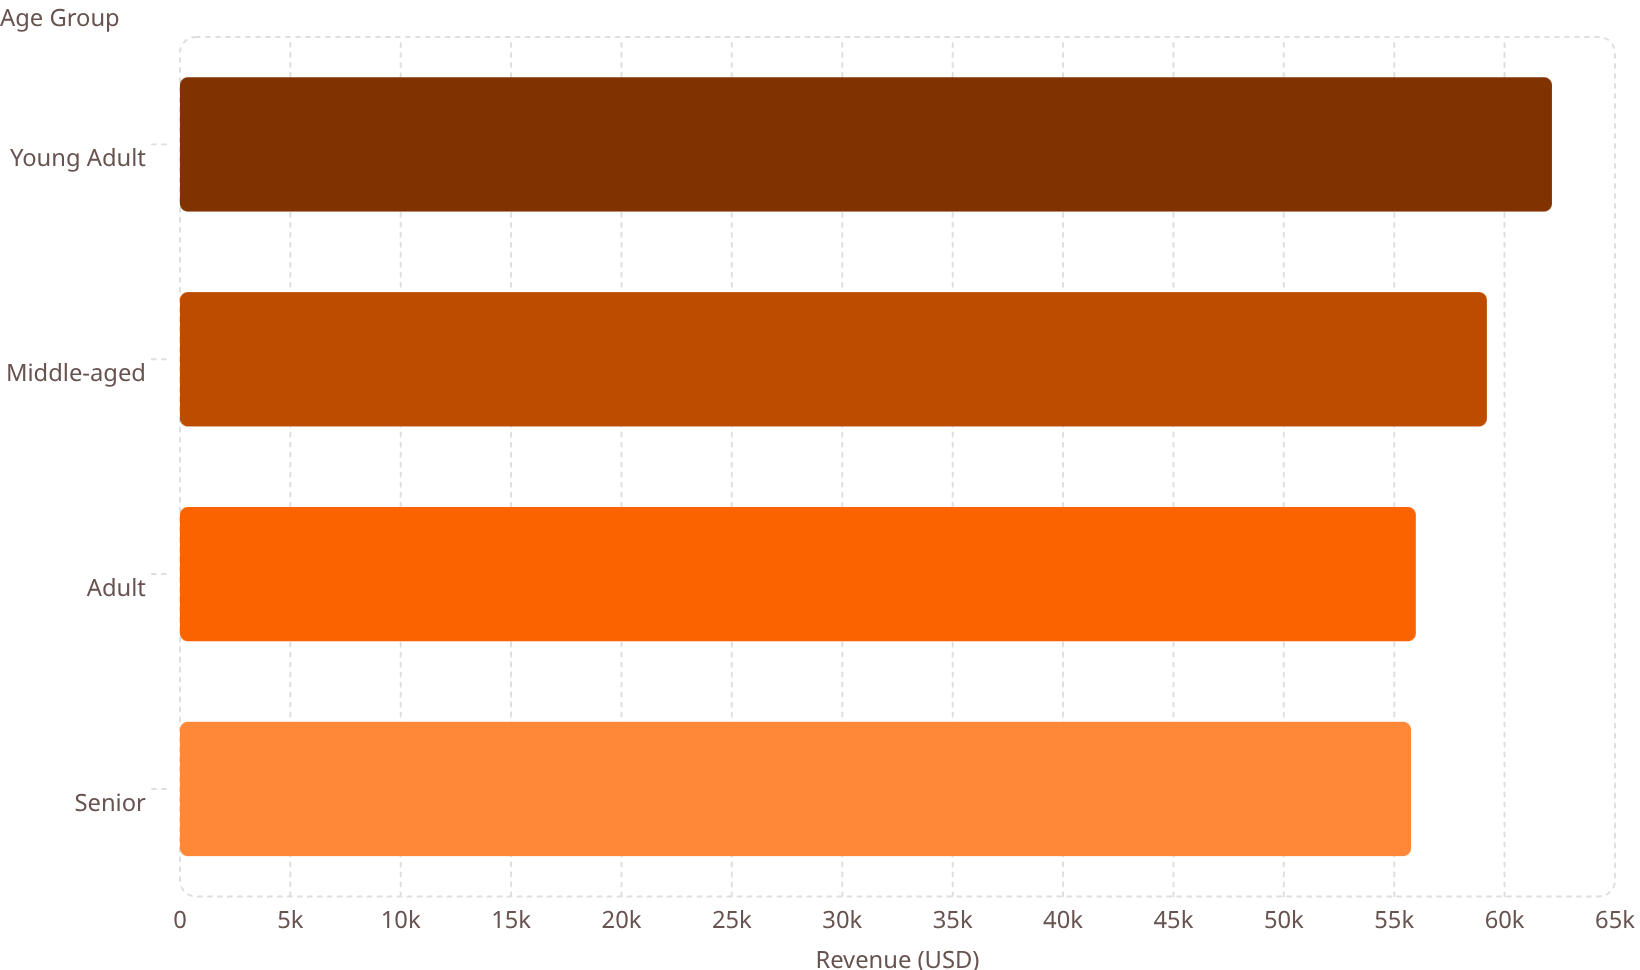 Age Group
Young Adult
Middle-aged
Adult
Senior
0 5k 10k 15k 20k 25k 30k 35k 40k 45k 50k 55k 60k 65k
Revenue (USD)